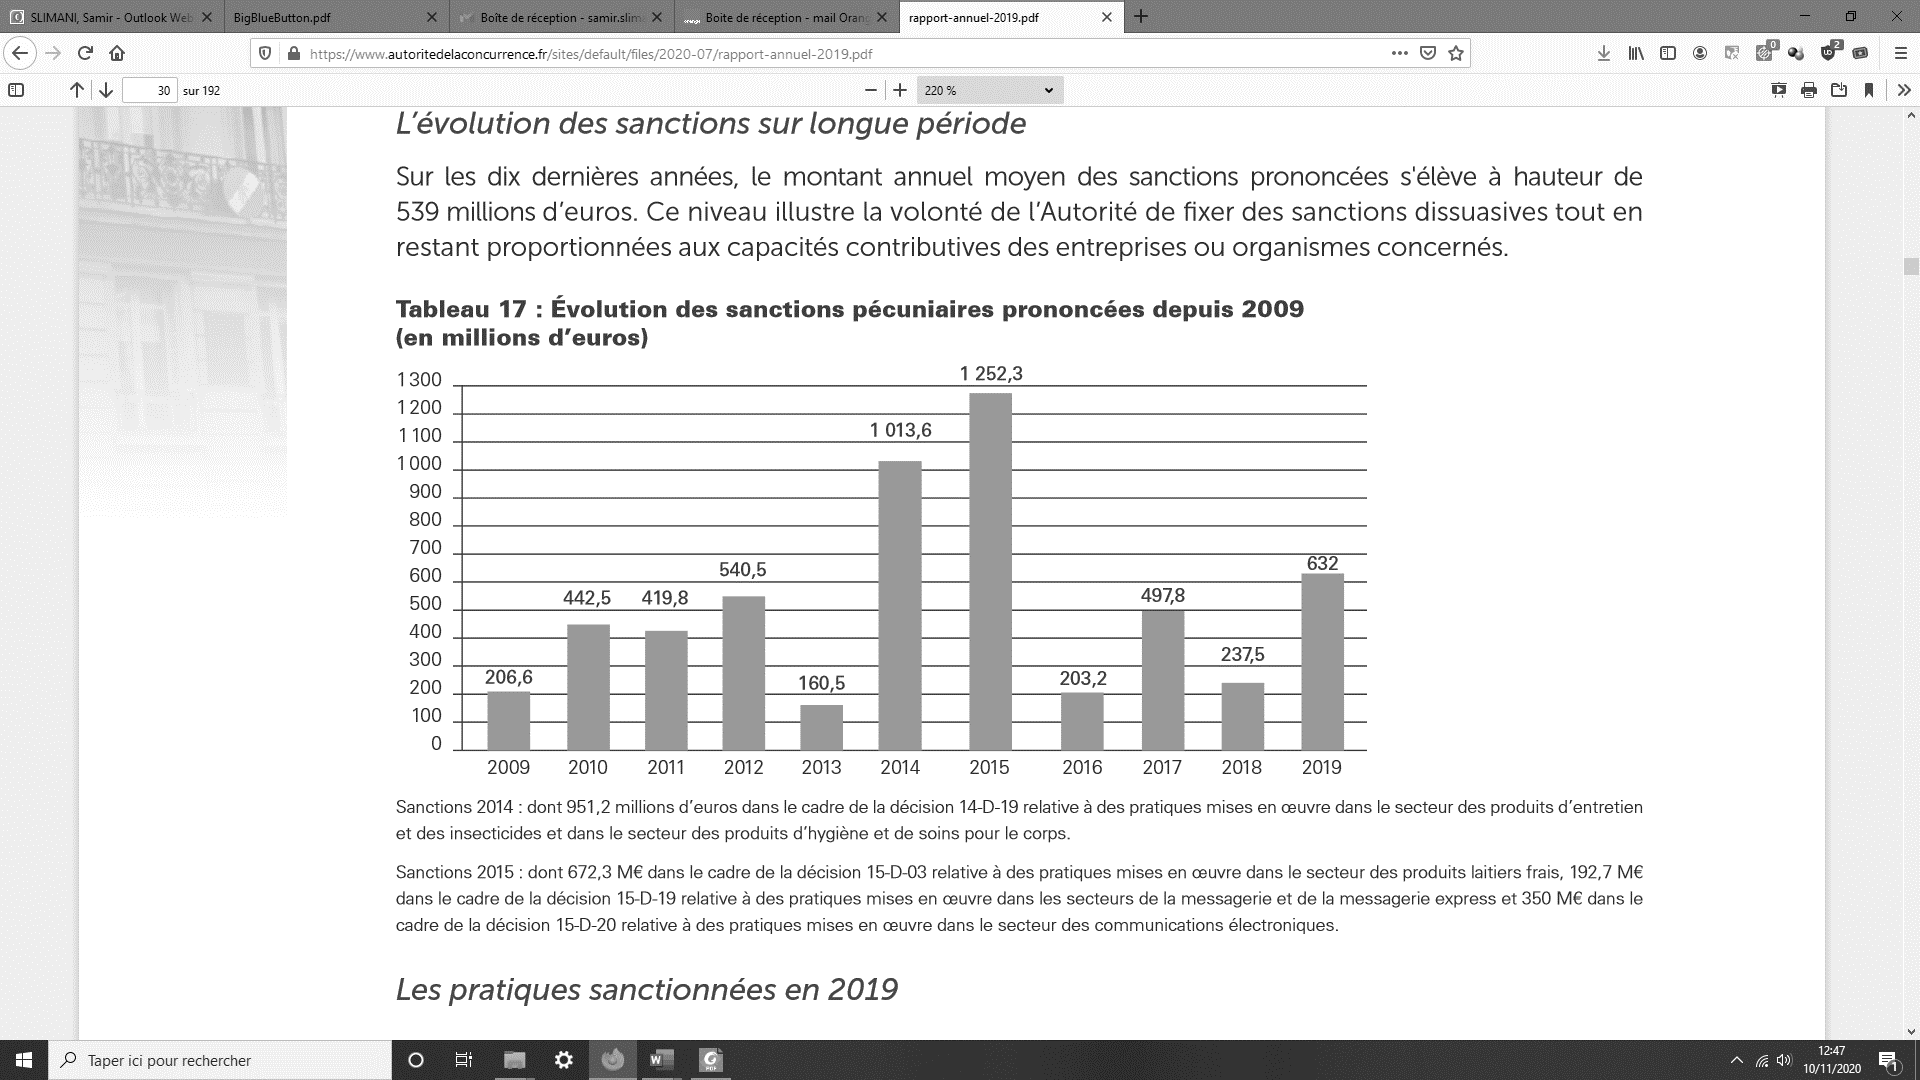 SLIMANI, Samir - Outlook Web
BigBlueButton.pdf
Boîte de réception - samir.slima
Boite de réception - mail Orang
rapport-annuel-2019.pdf
https://www.autoritedelaconcurrence.fr/sites/default/files/2020-07/rapport-annuel-2019.pdf
0
2
30 sur 192
220 %
L'évolution des sanctions sur longue période
Sur les dix dernières années, le montant annuel moyen des sanctions prononcées s'élève à hauteur de
539 millions d'euros. Ce niveau illustre la volonté de l'Autorité de fixer des sanctions dissuasives tout en
restant proportionnées aux capacités contributives des entreprises ou organismes concernés.
Tableau 17 : Évolution des sanctions pécuniaires prononcées depuis 2009
(en millions d'euros)
1 300
1 200
1 100
1 000
900
800
700
600
500
400
300
200
100
0
206,6
442,5
419,8
540,5
160,5
1 013,6
1 252,3
203,2
497,8
237,5
632
2009 2010 2011 2012 2013 2014 2015 2016 2017 2018 2019
Sanctions 2014 : dont 951,2 millions d'euros dans le cadre de la décision 14-D-19 relative à des pratiques mises en œuvre dans le secteur des produits d'entretien
et des insecticides et dans le secteur des produits d'hygiène et de soins pour le corps.
Sanctions 2015 : dont 672,3 M€ dans le cadre de la décision 15-D-03 relative à des pratiques mises en œuvre dans le secteur des produits laitiers frais, 192,7 M€
dans le cadre de la décision 15-D-19 relative à des pratiques mises en œuvre dans les secteurs de la messagerie et de la messagerie express et 350 M€ dans le
cadre de la décision 15-D-20 relative à des pratiques mises en œuvre dans le secteur des communications électroniques.
Les pratiques sanctionnées en 2019
Taper ici pour rechercher
12:47
10/11/2020
1